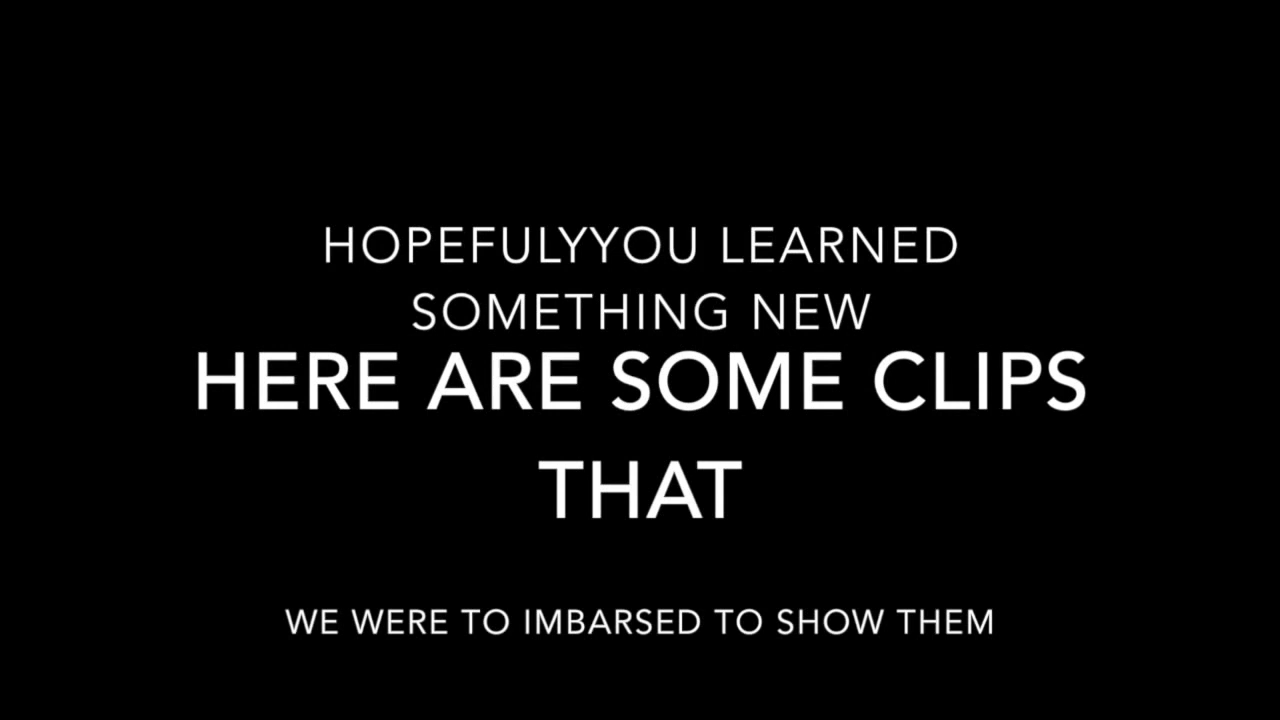 HOPEFULYYOU LEARNED
SOMETHING NEW
HERE ARE SOME CLIPS
THAT
WE WERE TO IMBARSED TO SHOW THEM